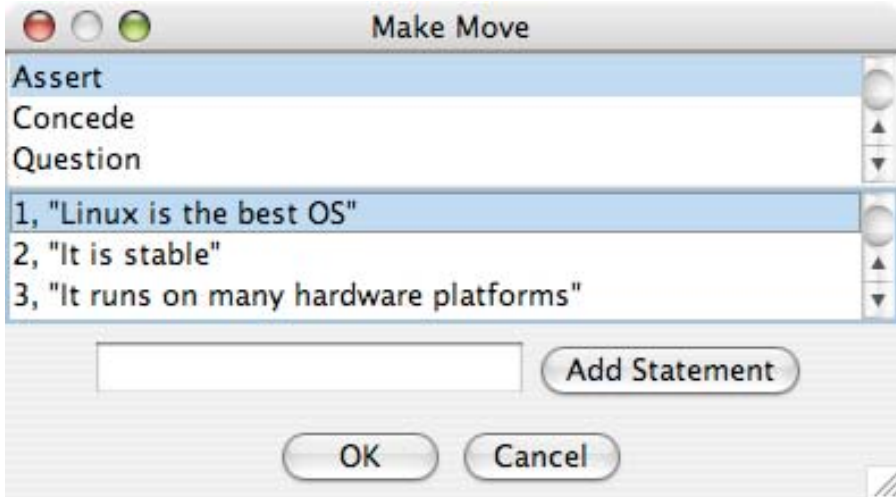 Make Move
Assert
Concede
Question
1, "Linux is the best OS"
2, "It is stable"
3, "It runs on many hardware platforms"
Add Statement
OK Cancel